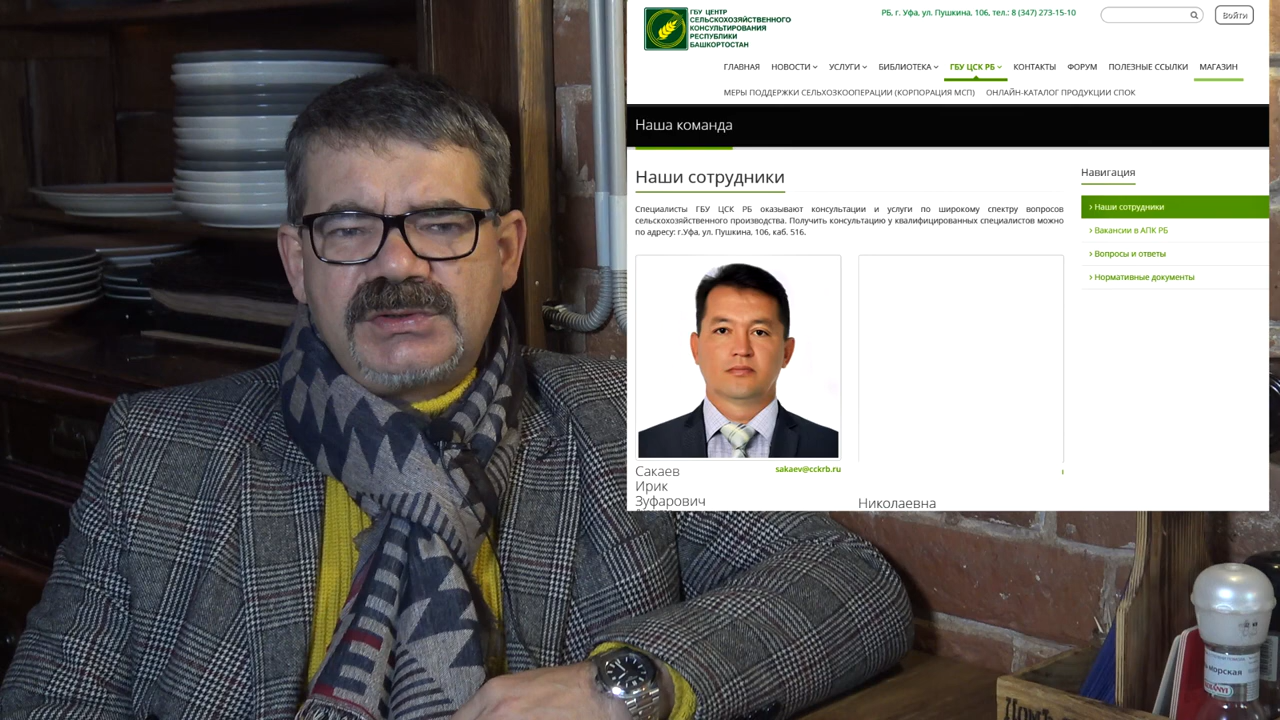 ГБУ ЦЕНТР
СЕЛЬСКОХОЗЯЙСТВЕННОГО
КОНСУЛЬТИРОВАНИЯ
РЕСПУБЛИКИ
БАШКОРТОСТАН
РБ, г. Уфа, ул. Пушкина, 106, тел.: 8 (347) 273-15-10
Войти
ГЛАВНАЯ НОВОСТИ УСЛУГИ БИБЛИОТЕКА ГБУ ЦСК РБ КОНТАКТЫ ФОРУМ ПОЛЕЗНЫЕ ССЫЛКИ МАГАЗИН
МЕРЫ ПОДДЕРЖКИ СЕЛЬХОЗКООПЕРАЦИИ (КОРПОРАЦИЯ МСП) ОНЛАЙН-КАТАЛОГ ПРОДУКЦИИ СПОК
Наша команда
Наши сотрудники
Специалисты ГБУ ЦСК РБ оказывают консультации и услуги по широкому спектру вопросов
сельскохозяйственного производства. Получить консультацию у квалифицированных специалистов можно
по адресу: г.Уфа, ул. Пушкина, 106, каб. 516.
Сакаев
Ирик
Зуфарович
sakaev@cckrb.ru
Николаевна
Навигация
Наши сотрудники
Вакансии в АПК РБ
Вопросы и ответы
Нормативные документы
МОРСКАЯ